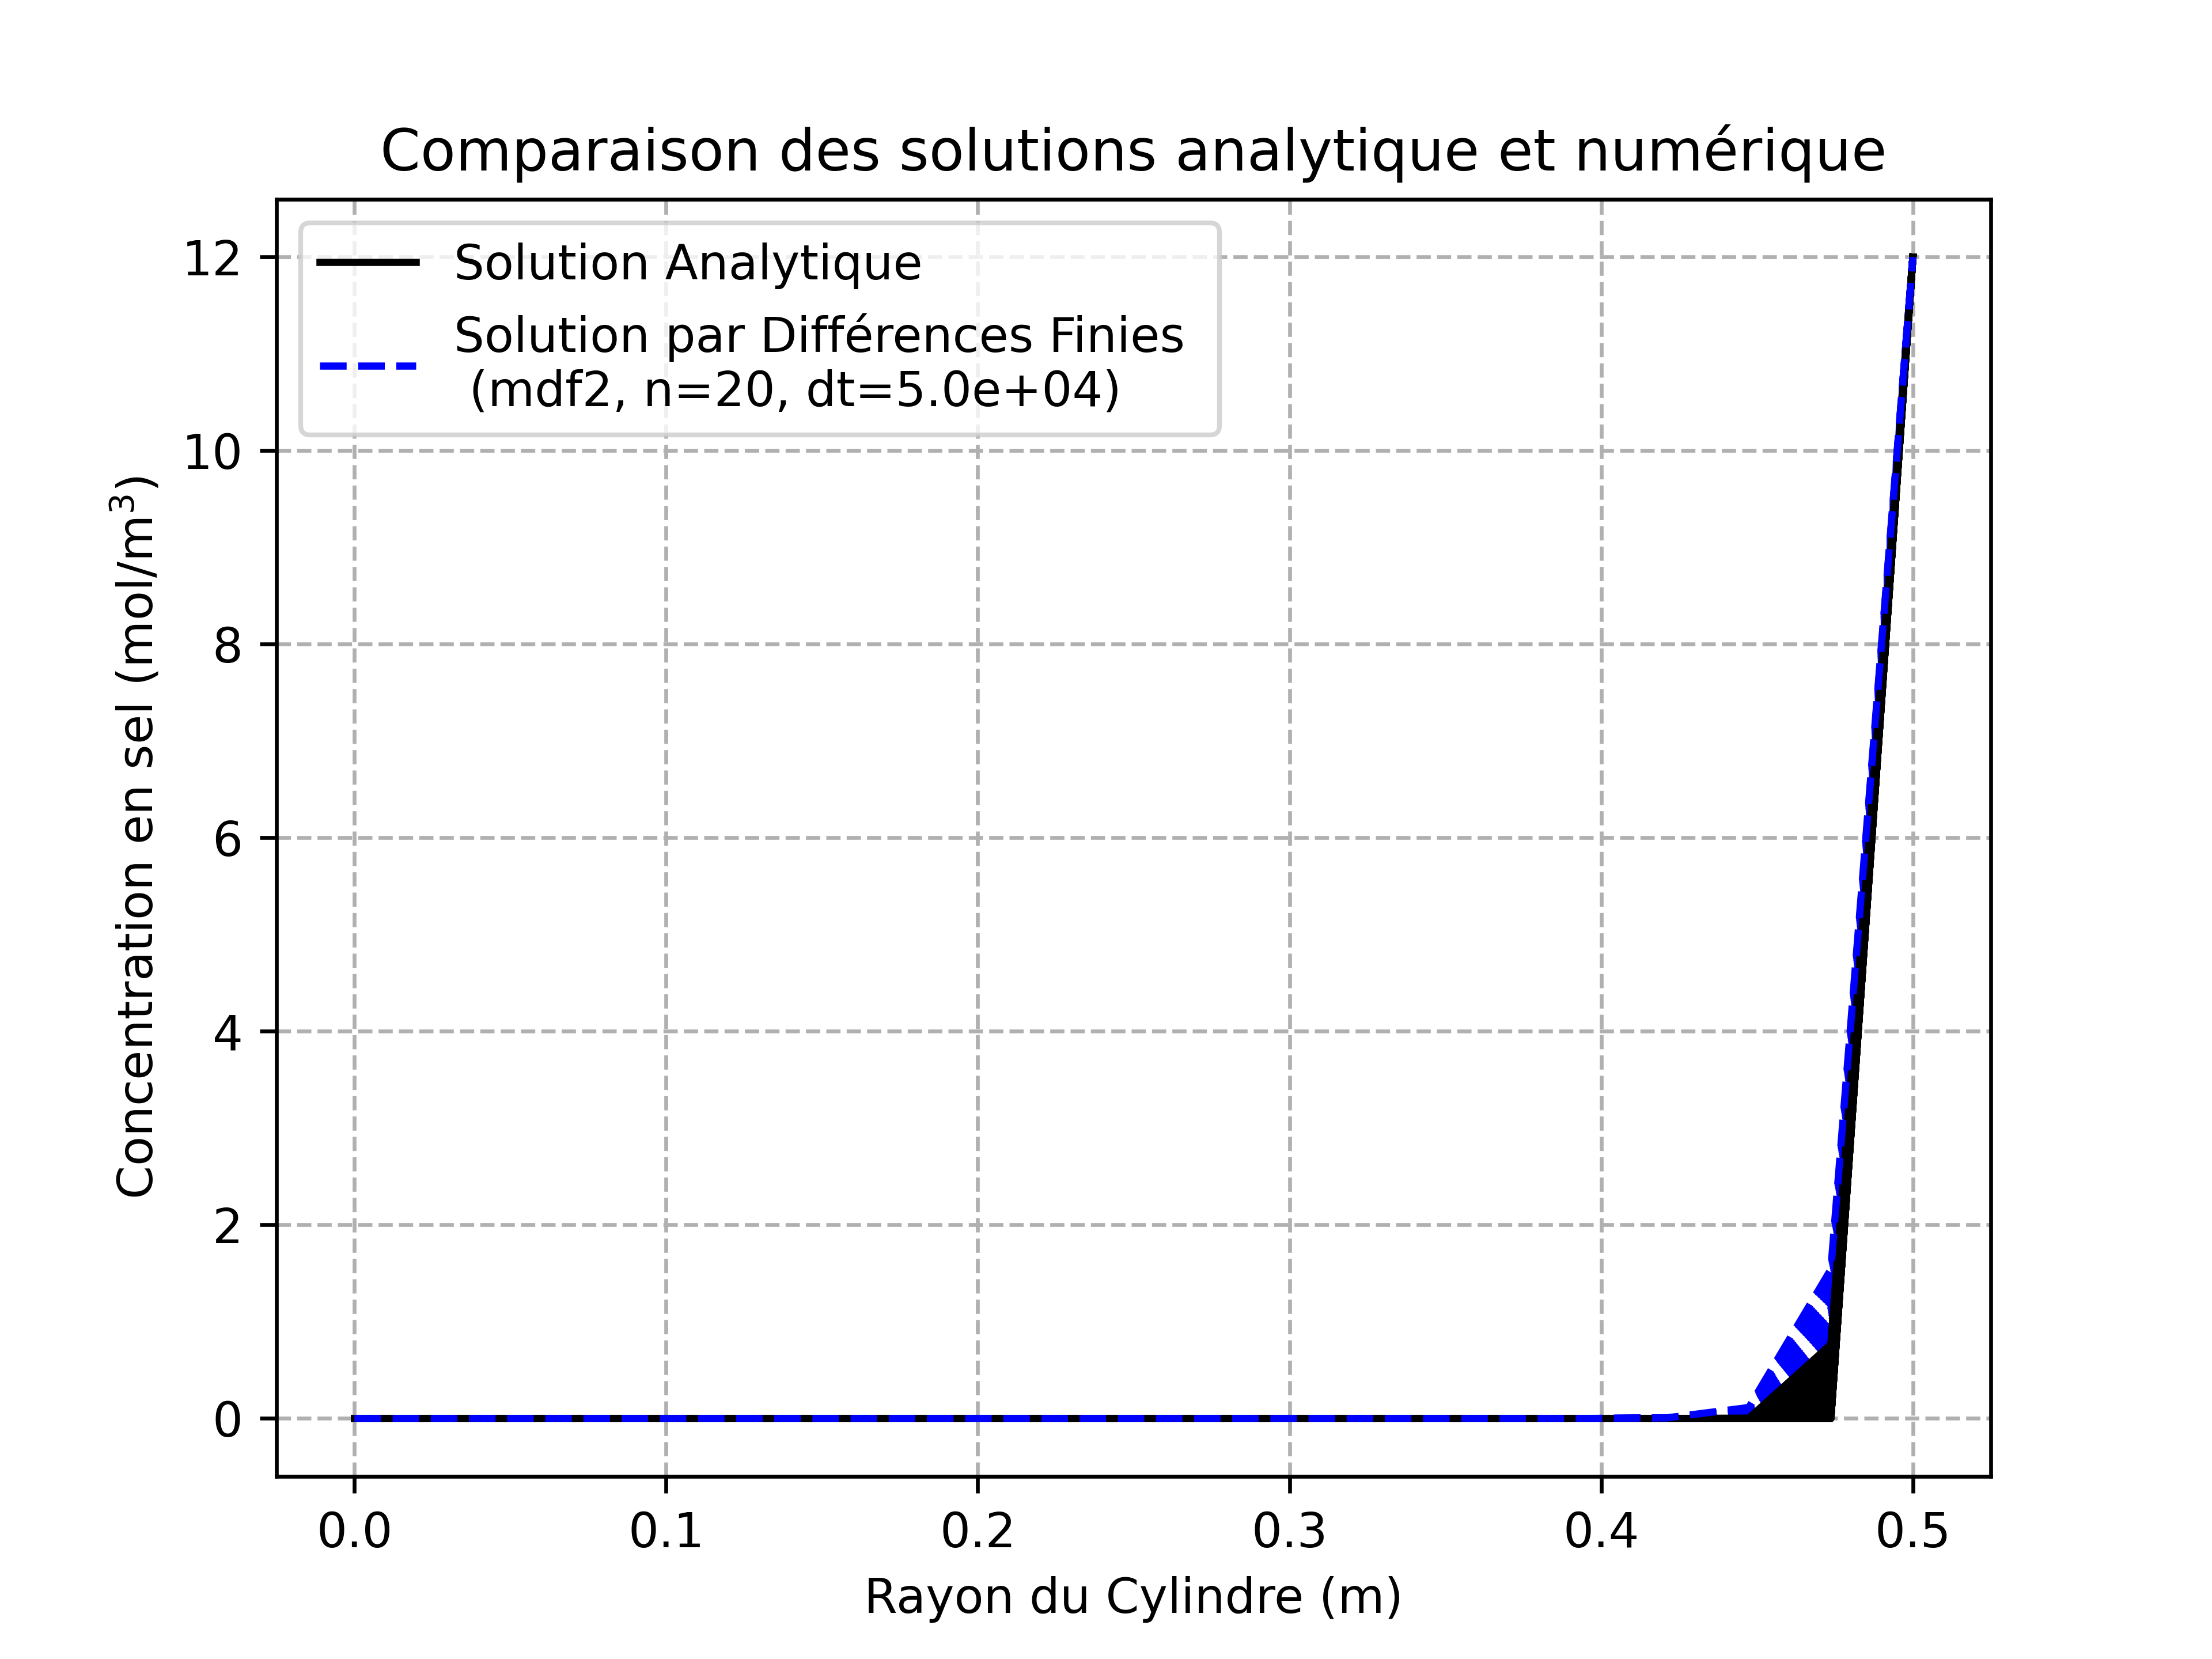 Comparaison des solutions analytique et numérique
Solution Analytique
Solution par Différences Finies
(mdf2, n=20, dt=5.0e+04)
Concentration en sel (mol/m³)
12
10
8
6
4
2
0
0.0 0.1 0.2 0.3 0.4 0.5
Rayon du Cylindre (m)